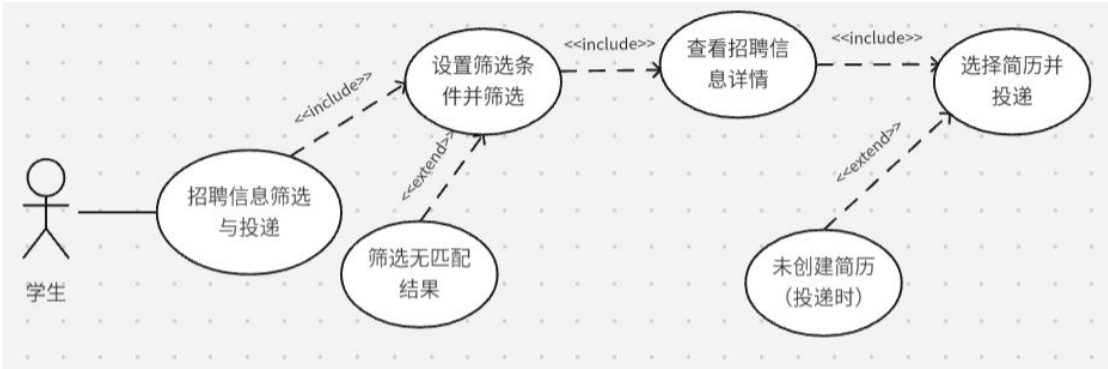 设置筛选条
件并筛选
<<include>>
查看招聘信
息详情
<<include>>
选择简历并
投递
<<include>>
<<extend>>
<<extend>>
招聘信息筛选
与投递
筛选无匹配
结果
未创建简历
（投递时）
学生